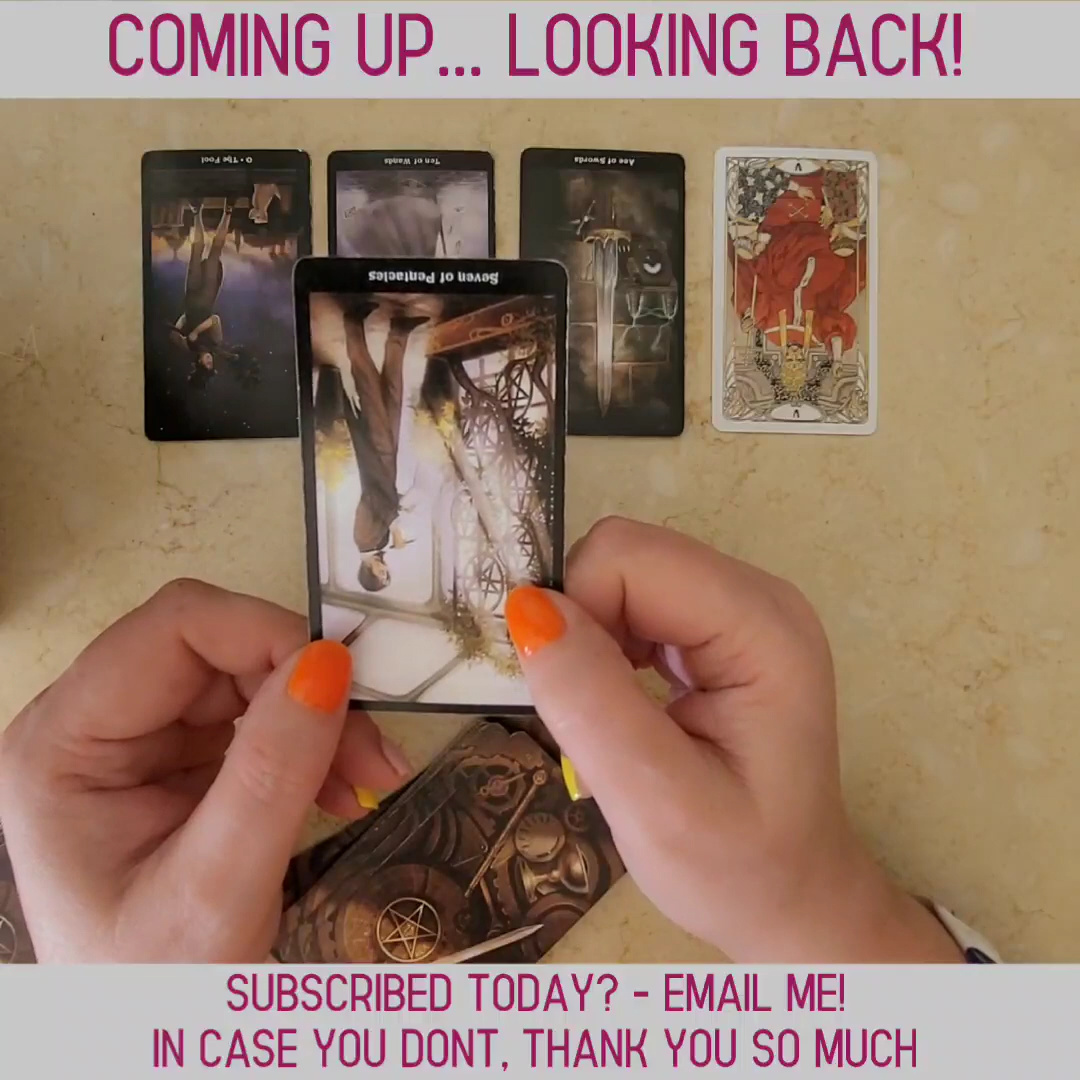 COMING UP... LOOKING BACK!
0 • The Fool
Ten of Wands
Ace of Swords
V
Seven of Pentacles
V
SUBSCRIBED TODAY? - EMAIL ME!
IN CASE YOU DONT, THANK YOU SO MUCH